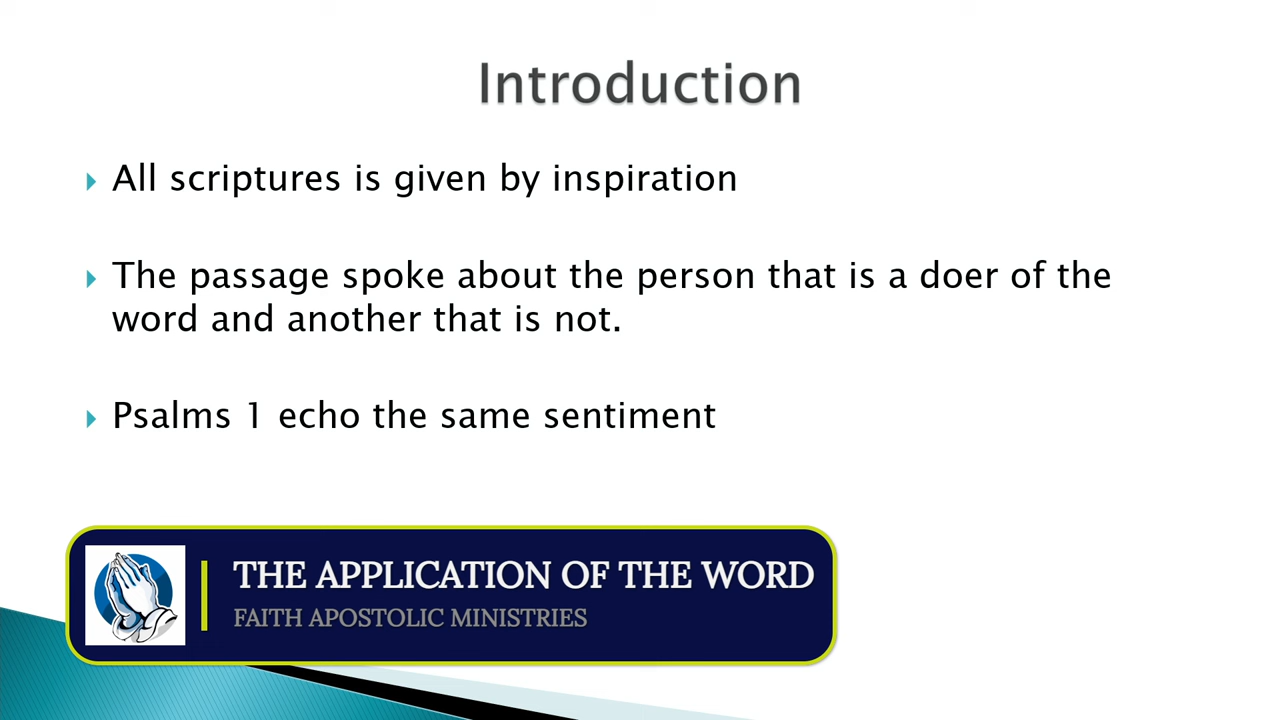 Introduction
All scriptures is given by inspiration
The passage spoke about the person that is a doer of the
word and another that is not.
Psalms 1 echo the same sentiment
THE APPLICATION OF THE WORD
FAITH APOSTOLIC MINISTRIES